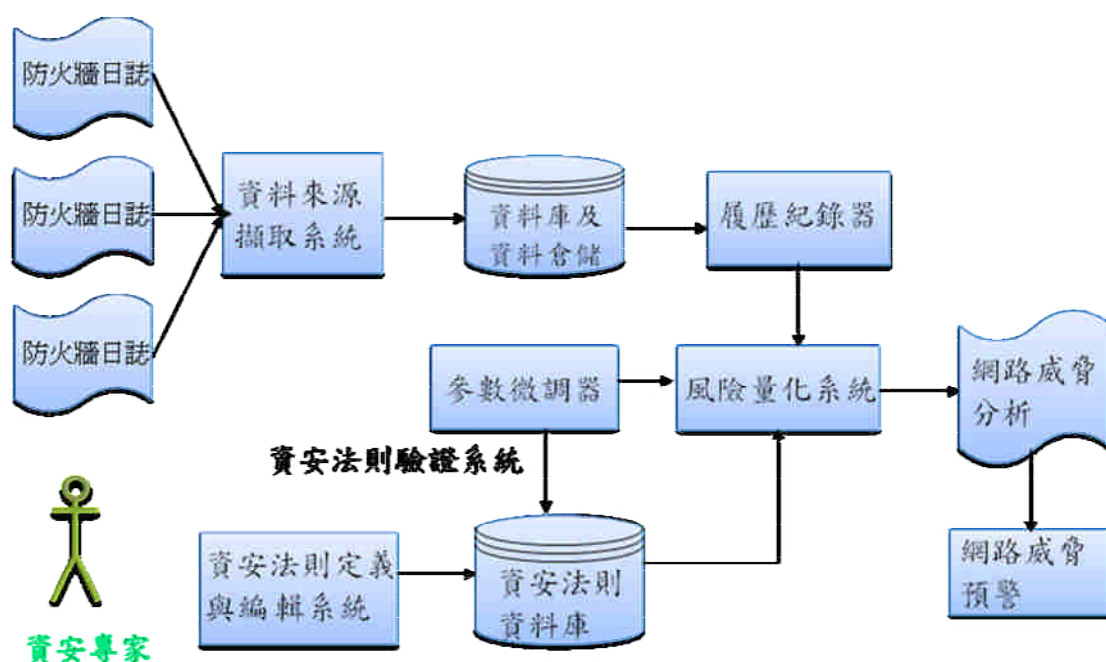 防火牆日誌
防火牆日誌
防火牆日誌
資料來源
擷取系統
資料庫及
資料倉儲
履歷紀錄器
參數微調器
風險量化系統
網路威脅
分析
資安法則驗證系統
資安法則定義
與編輯系統
資安法則
資料庫
網路威脅
預警
資安專家